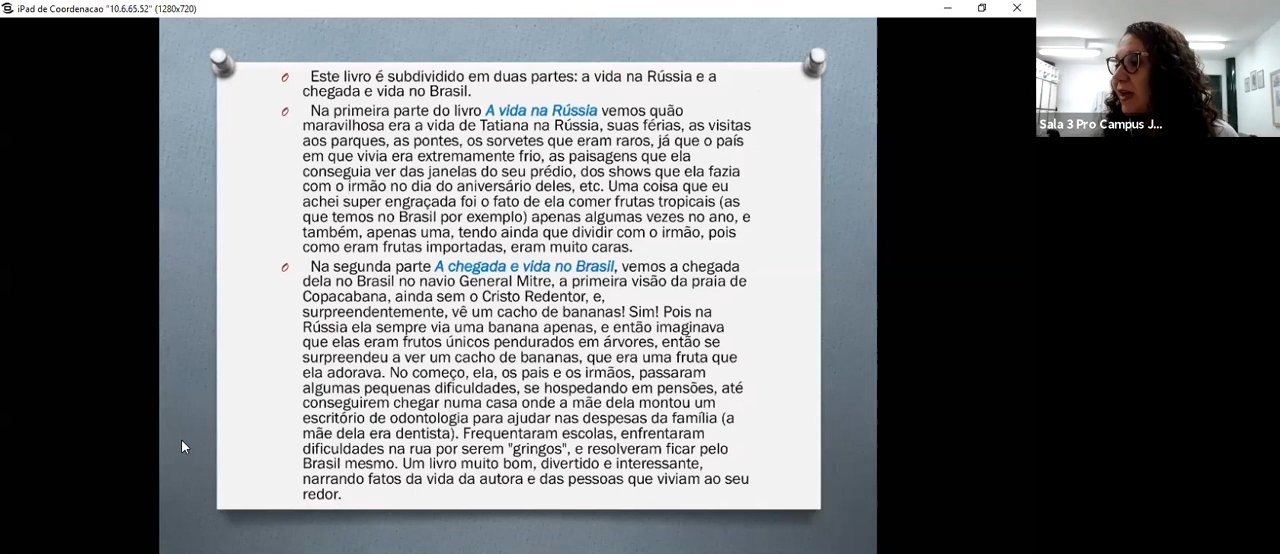 iPad de Coordenacao "10.6.65.52" (1280x720)
Este livro é subdividido em duas partes: a vida na Rússia e a
chegada e vida no Brasil.
Na primeira parte do livro A vida na Rússia vemos quão
maravilhosa era a vida de Tatiana na Rússia, suas férias, as visitas
aos parques, as pontes, os sorvetes que eram raros, já que o país
em que vivia era extremamente frio, as paisagens que ela
conseguia ver das janelas do seu prédio, dos shows que ela fazia
com o irmão no dia do aniversário deles, etc. Uma coisa que eu
achei super engraçada foi o fato de ela comer frutas tropicais (as
que temos no Brasil por exemplo) apenas algumas vezes no ano, e
também, apenas uma, tendo ainda que dividir com o irmão, pois
como eram frutas importadas, eram muito caras.
Na segunda parte A chegada e vida no Brasil, vemos a chegada
dela no Brasil no navio General Mitre, a primeira visão da praia de
Copacabana, ainda sem o Cristo Redentor, e,
surpreendentemente, vê um cacho de bananas! Sim! Pois na
Rússia ela sempre via uma banana apenas, e então imaginava
que elas eram frutos únicos pendurados em árvores, então se
surpreendeu a ver um cacho de bananas, que era uma fruta que
ela adorava. No começo, ela, os pais e os irmãos, passaram
algumas pequenas dificuldades, se hospedando em pensões, até
conseguirem chegar numa casa onde a mãe dela montou um
escritório de odontologia para ajudar nas despesas da família (a
mãe dela era dentista). Frequentaram escolas, enfrentaram
dificuldades na rua por serem "gringos", e resolveram ficar pelo
Brasil mesmo. Um livro muito bom, divertido e interessante,
narrando fatos da vida da autora e das pessoas que viviam ao seu
redor.
Sala 3 Pro Campus J...